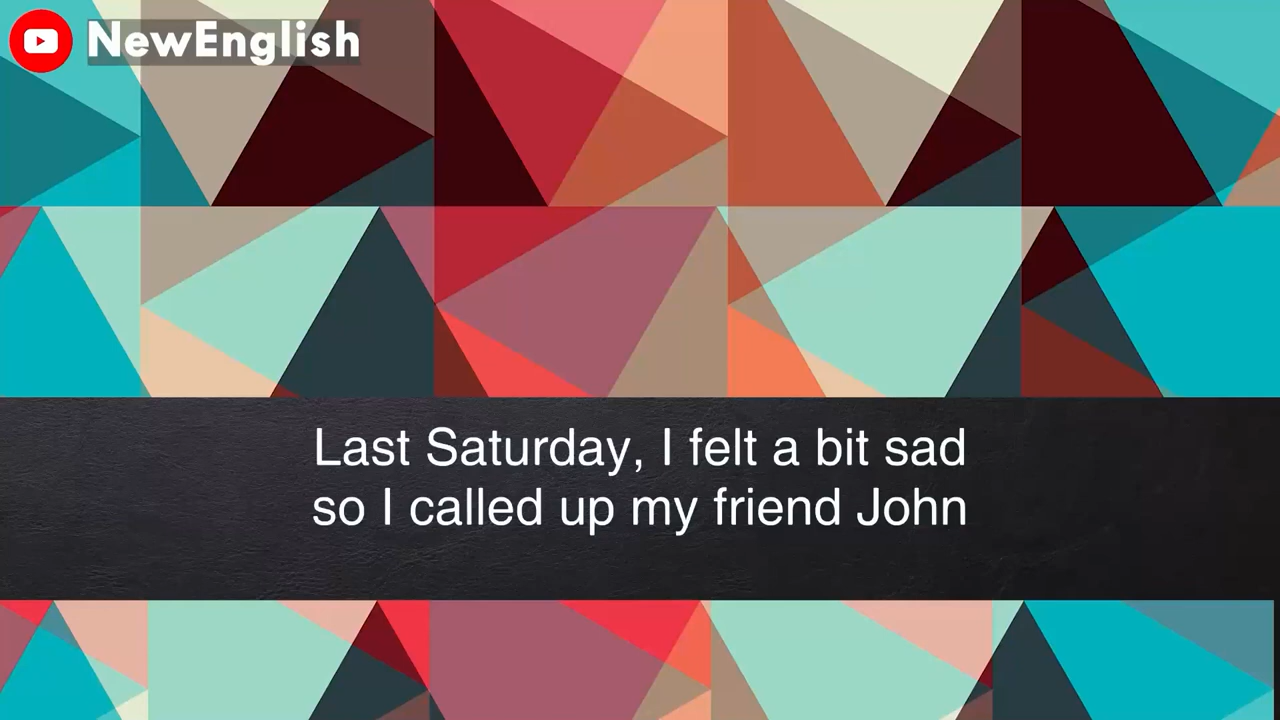 NewEnglish
Last Saturday, I felt a bit sad
so I called up my friend John